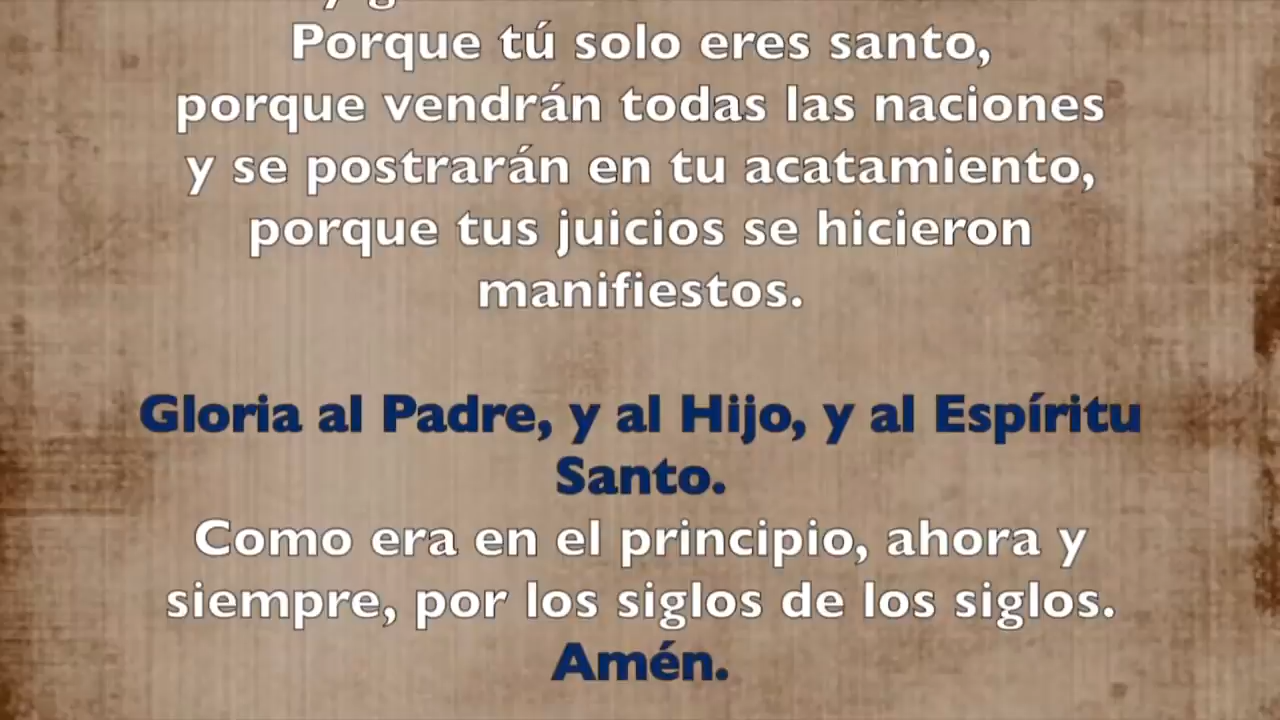 Porque tú solo eres santo,
porque vendrán todas las naciones
y se postrarán en tu acatamiento,
porque tus juicios se hicieron
manifiestos.
Gloria al Padre, y al Hijo, y al Espíritu
Santo.
Como era en el principio, ahora y
siempre, por los siglos de los siglos.
Amén.